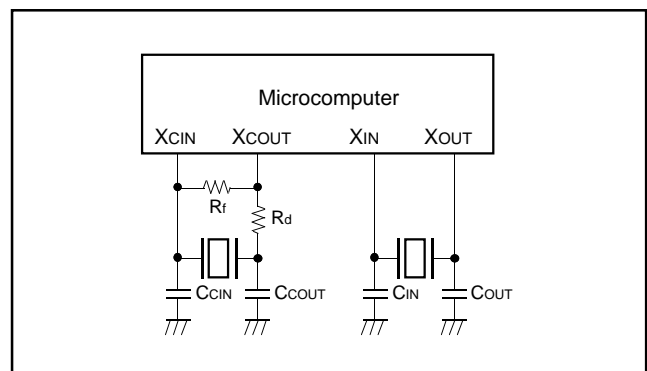 Microcomputer
XCIN XCOUT XIN XOUT
Rf
Rd
CCIN CCOUT CIN COUT